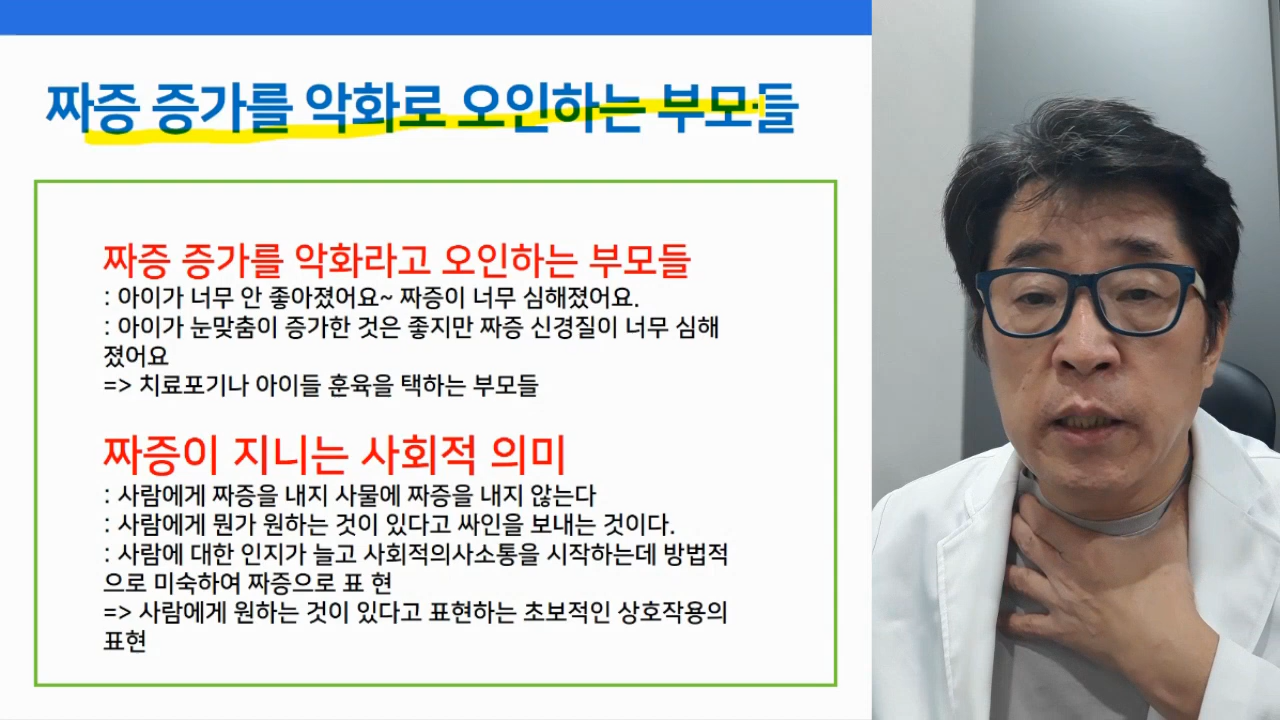 짜증 증가를 악화로 오인하는 부모들
짜증 증가를 악화라고 오인하는 부모들
: 아이가 너무 안 좋아졌어요~ 짜증이 너무 심해졌어요.
: 아이가 눈맞춤이 증가한 것은 좋지만 짜증 신경질이 너무 심해
졌어요
=> 치료포기나 아이들 훈육을 택하는 부모들
짜증이 지니는 사회적 의미
: 사람에게 짜증을 내지 사물에 짜증을 내지 않는다
: 사람에게 뭔가 원하는 것이 있다고 싸인을 보내는 것이다.
: 사람에 대한 인지가 늘고 사회적의사소통을 시작하는데 방법적
으로 미숙하여 짜증으로 표 현
=> 사람에게 원하는 것이 있다고 표현하는 초보적인 상호작용의
표현